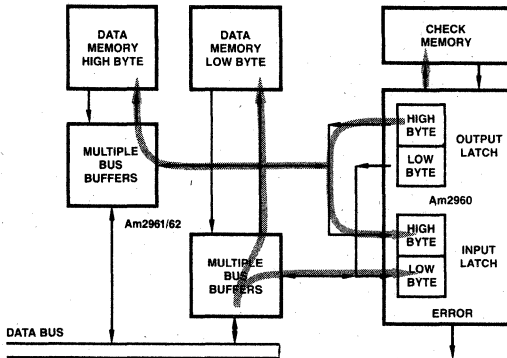 DATA
MEMORY
HIGH BYTE
DATA
MEMORY
LOW BYTE
CHECK
MEMORY
MULTIPLE
BUS
BUFFERS
Am2961/62
MULTIPLE
BUS
BUFFERS
HIGH
BYTE
LOW
BYTE
OUTPUT
LATCH
Am2960
HIGH
BYTE
LOW
BYTE
INPUT
LATCH
ERROR
DATA BUS